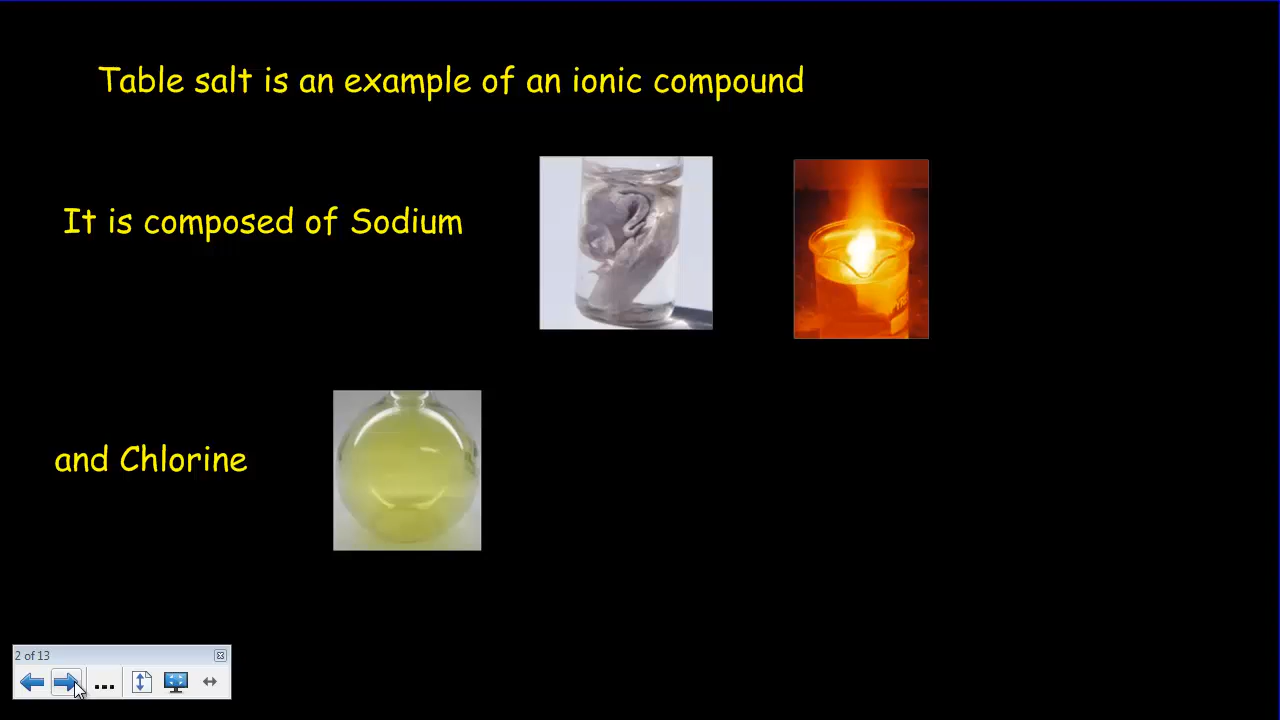 Table salt is an example of an ionic compound
It is composed of Sodium
and Chlorine
2 of 13
...